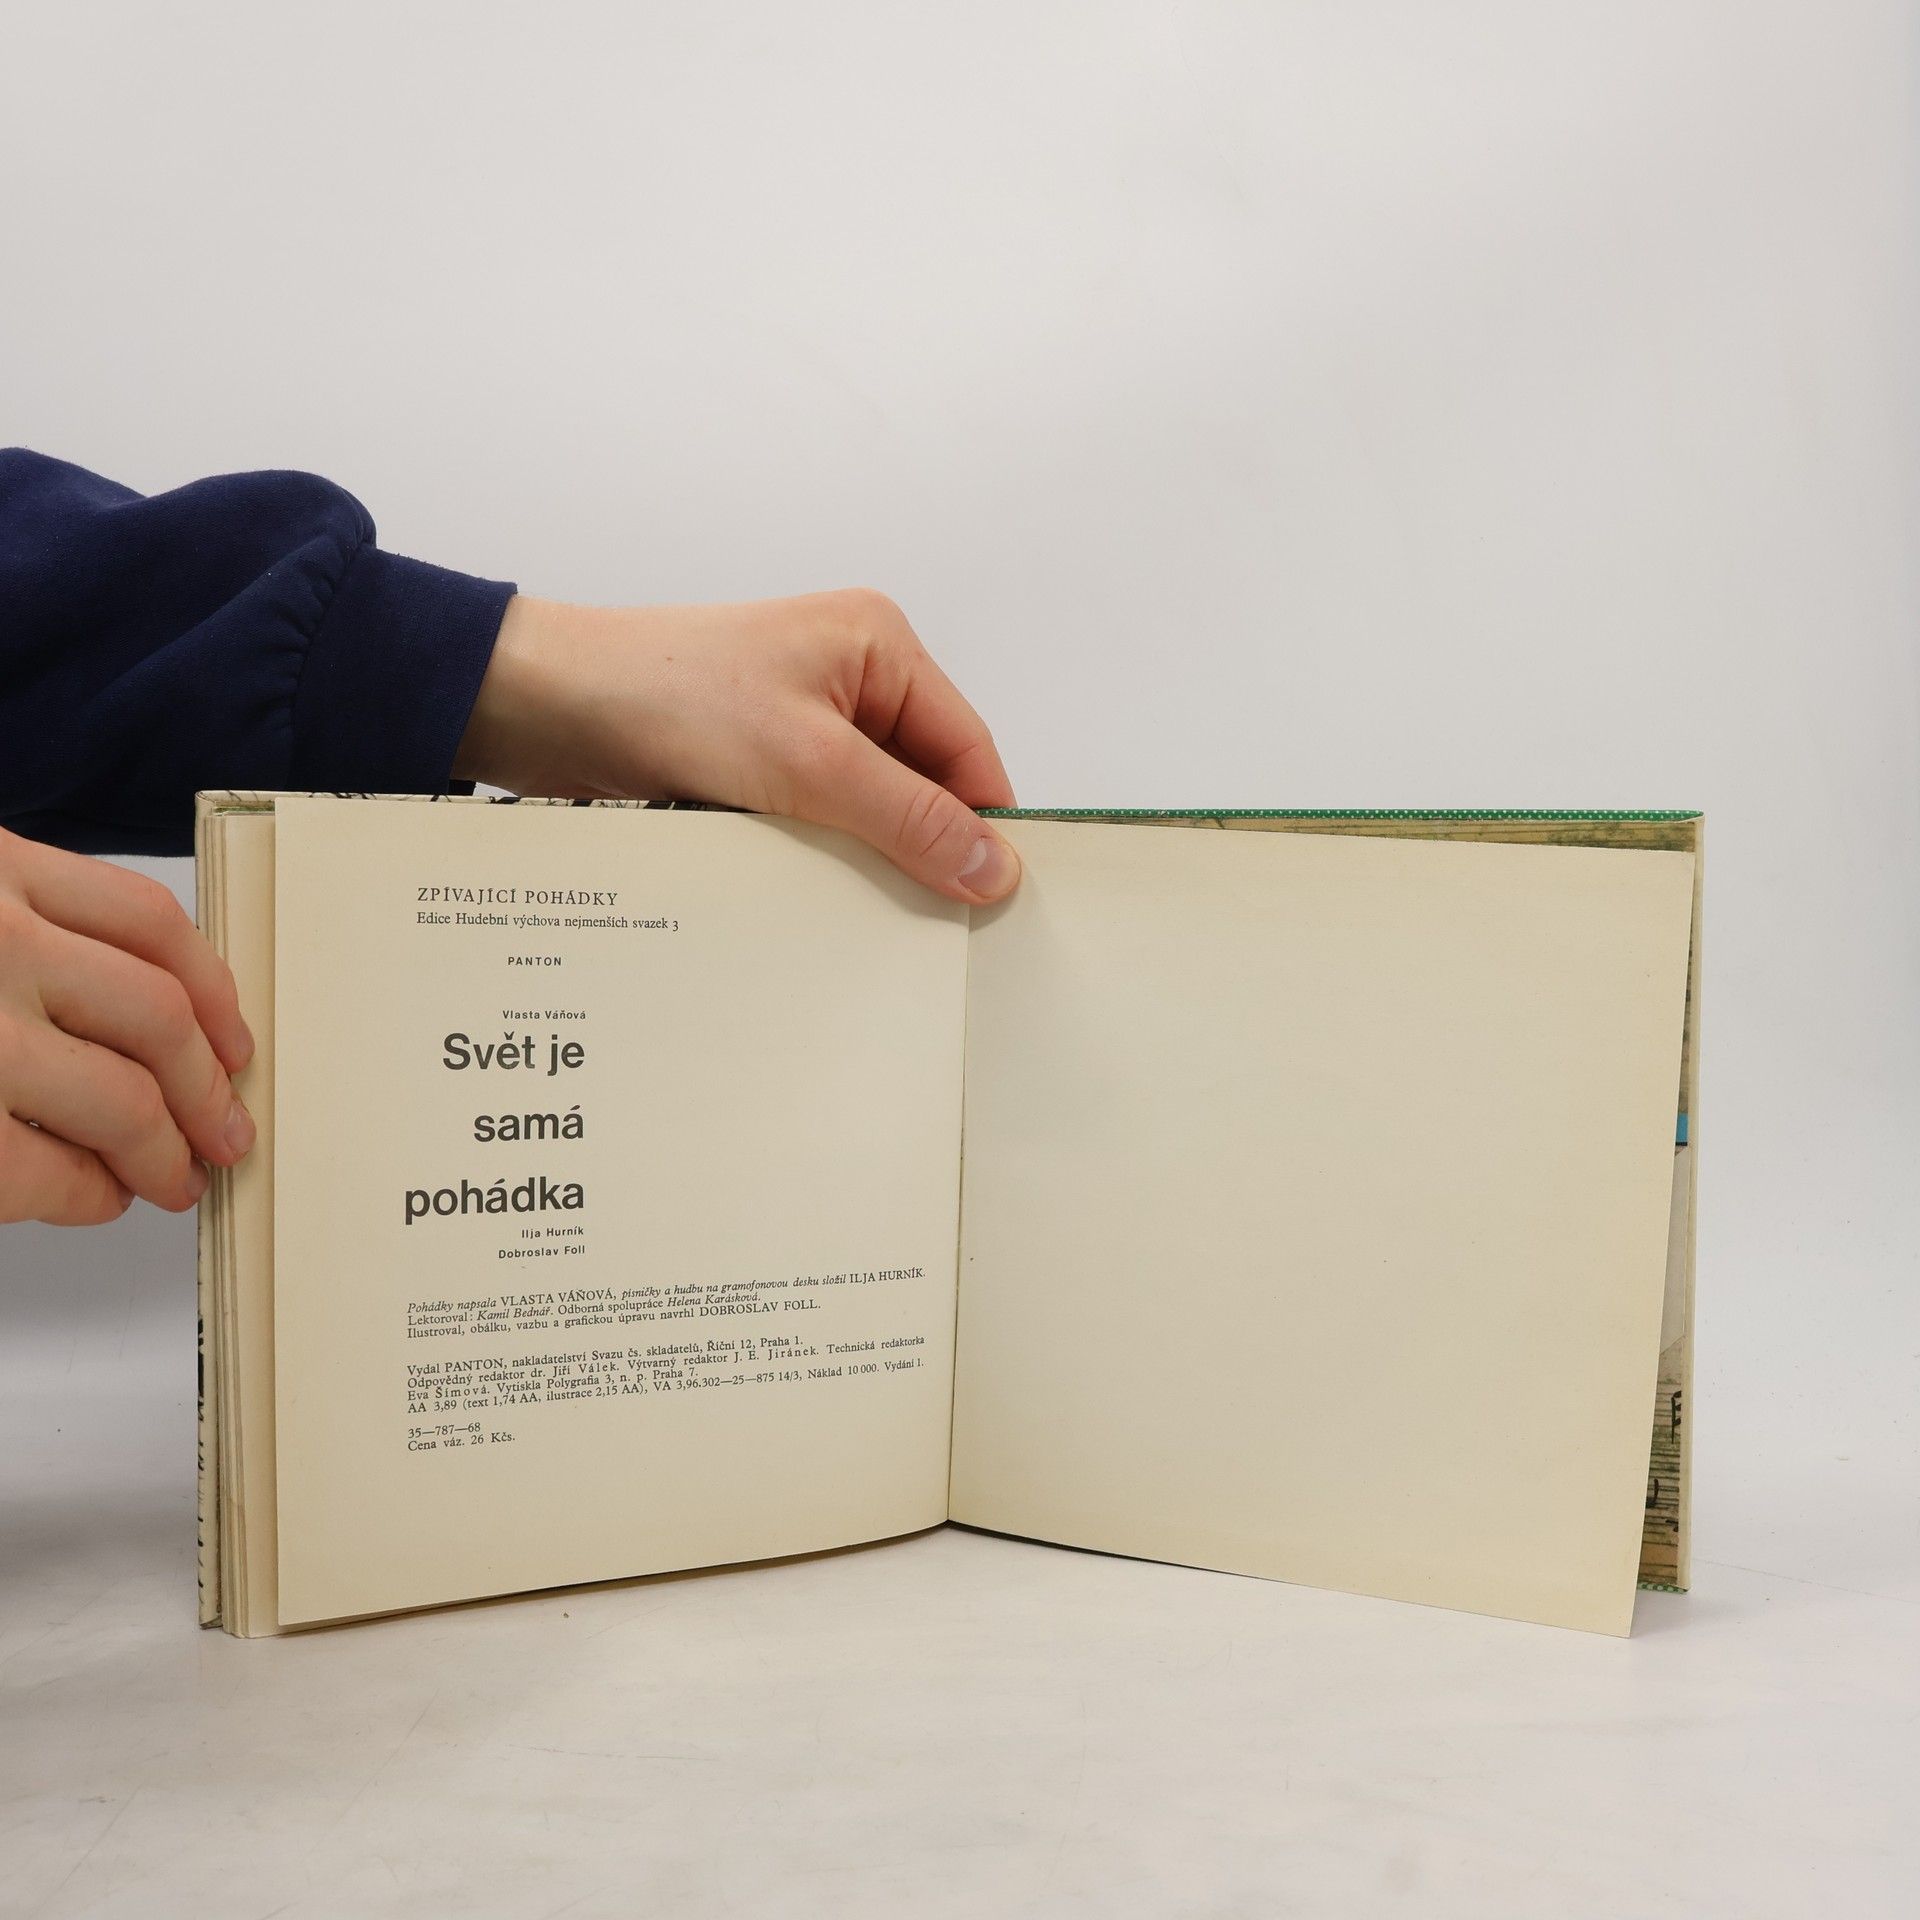 ZPÍVAJÍCÍ POHÁDKY
Edice Hudební výchova nejmenších svazek 3
PANTON
Vlasta Váňová
Svět je
samá
pohádka
Ilja Hurník
Dobroslav Foll
Pohádky napsala VLASTA VÁŇOVÁ, písničky a hudbu na gramofonovou desku složil ILJA HURNÍK.
Lektoroval: Kamil Bednář. Odborná spolupráce Helena Karásková.
Ilustroval, obálku, vazbu a grafickou úpravu navrhl DOBROSLAV FOLL.
Vydal PANTON, nakladatelství Svazu čs. skladatelů, Říční 12, Praha 1.
Odpovědný redaktor dr. Jiří Válek. Výtvarný redaktor J. E. Jiránek. Technická redaktorka
Eva Šímová. Vytiskla Polygrafia 3, n. p. Praha 7.
AA 3,89 (text 1,74 AA, ilustrace 2,15 AA), VA 3,96.302—25—875 14/3, Náklad 10 000. Vydání 1.
35—787—68
Cena váz. 26 Kčs.